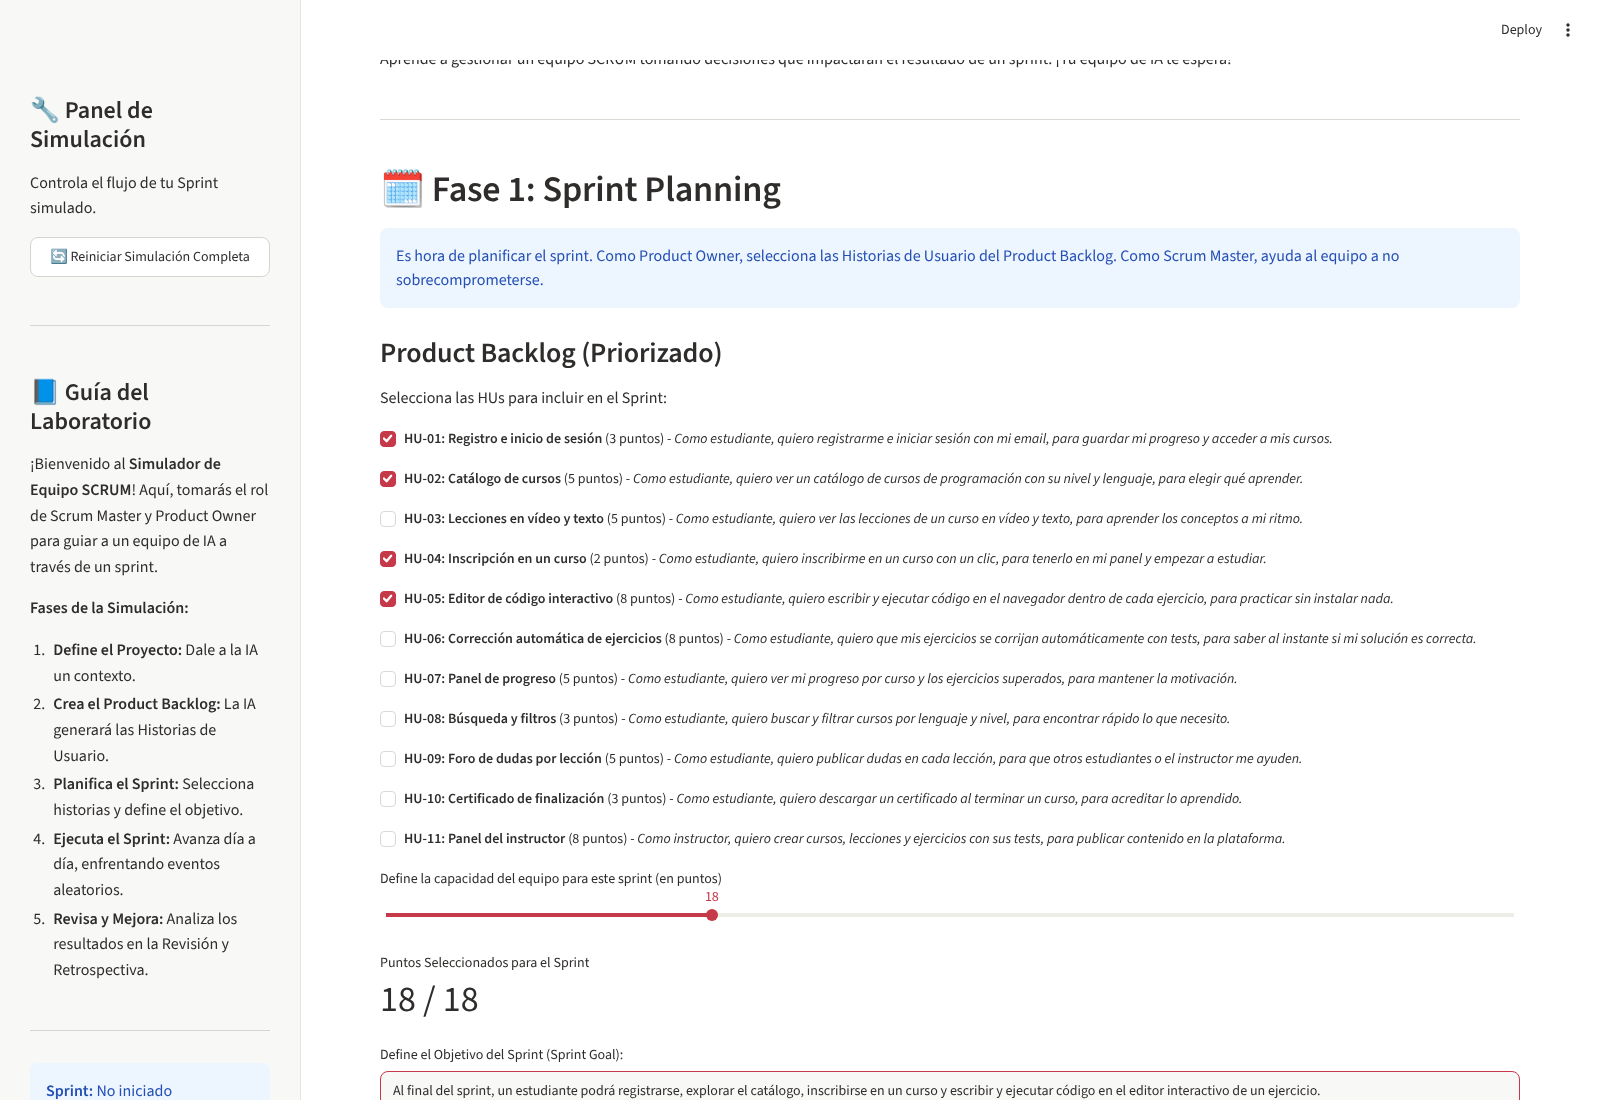 Deploy
Aprende a gestionar un equipo SCRUM tomando decisiones que impactarán el resultado de un sprint. ¡Tu equipo de IA te espera!
Panel de
Simulación
Controla el flujo de tu Sprint
simulado.
Reiniciar Simulación Completa
Guía del
Laboratorio
¡Bienvenido al Simulador de
Equipo SCRUM! Aquí, tomarás el rol
de Scrum Master y Product Owner
para guiar a un equipo de IA a
través de un sprint.
Fases de la Simulación:
1. Define el Proyecto: Dale a la IA
un contexto.
2. Crea el Product Backlog: La IA
generará las Historias de
Usuario.
3. Planifica el Sprint: Selecciona
historias y define el objetivo.
4. Ejecuta el Sprint: Avanza día a
día, enfrentando eventos
aleatorios.
5. Revisa y Mejora: Analiza los
resultados en la Revisión y
Retrospectiva.
Sprint: No iniciado
Fase 1: Sprint Planning
Es hora de planificar el sprint. Como Product Owner, selecciona las Historias de Usuario del Product Backlog. Como Scrum Master, ayuda al equipo a no
sobrecomprometerse.
Product Backlog (Priorizado)
Selecciona las HUs para incluir en el Sprint:
HU-01: Registro e inicio de sesión (3 puntos) - Como estudiante, quiero registrarme e iniciar sesión con mi email, para guardar mi progreso y acceder a mis cursos.
HU-02: Catálogo de cursos (5 puntos) - Como estudiante, quiero ver un catálogo de cursos de programación con su nivel y lenguaje, para elegir qué aprender.
HU-03: Lecciones en vídeo y texto (5 puntos) - Como estudiante, quiero ver las lecciones de un curso en vídeo y texto, para aprender los conceptos a mi ritmo.
HU-04: Inscripción en un curso (2 puntos) - Como estudiante, quiero inscribirme en un curso con un clic, para tenerlo en mi panel y empezar a estudiar.
HU-05: Editor de código interactivo (8 puntos) - Como estudiante, quiero escribir y ejecutar código en el navegador dentro de cada ejercicio, para practicar sin instalar nada.
HU-06: Corrección automática de ejercicios (8 puntos) - Como estudiante, quiero que mis ejercicios se corrijan automáticamente con tests, para saber al instante si mi solución es correcta.
HU-07: Panel de progreso (5 puntos) - Como estudiante, quiero ver mi progreso por curso y los ejercicios superados, para mantener la motivación.
HU-08: Búsqueda y filtros (3 puntos) - Como estudiante, quiero buscar y filtrar cursos por lenguaje y nivel, para encontrar rápido lo que necesito.
HU-09: Foro de dudas por lección (5 puntos) - Como estudiante, quiero publicar dudas en cada lección, para que otros estudiantes o el instructor me ayuden.
HU-10: Certificado de finalización (3 puntos) - Como estudiante, quiero descargar un certificado al terminar un curso, para acreditar lo aprendido.
HU-11: Panel del instructor (8 puntos) - Como instructor, quiero crear cursos, lecciones y ejercicios con sus tests, para publicar contenido en la plataforma.
Define la capacidad del equipo para este sprint (en puntos)
18
Puntos Seleccionados para el Sprint
18 / 18
Define el Objetivo del Sprint (Sprint Goal):
Al final del sprint, un estudiante podrá registrarse, explorar el catálogo, inscribirse en un curso y escribir y ejecutar código en el editor interactivo de un ejercicio.